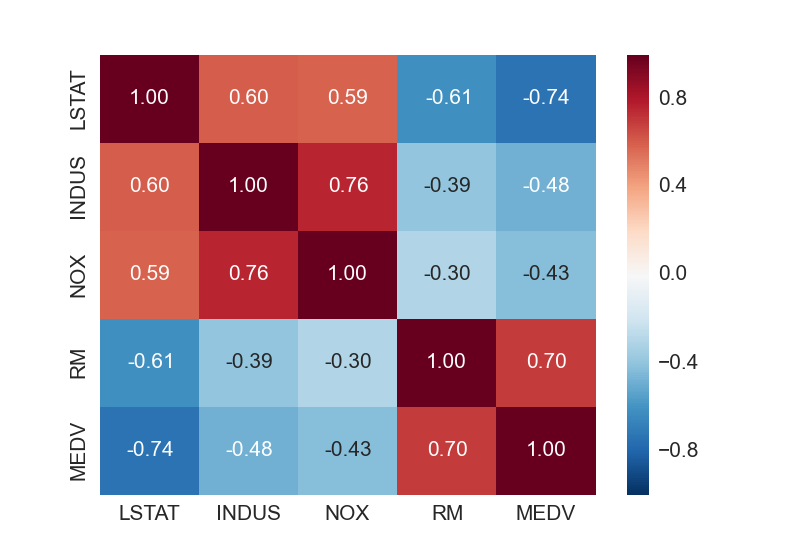 LSTAT 1.00 0.60 0.59 -0.61 -0.74
INDUS 0.60 1.00 0.76 -0.39 -0.48
NOX 0.59 0.76 1.00 -0.30 -0.43
RM -0.61 -0.39 -0.30 1.00 0.70
MEDV -0.74 -0.48 -0.43 0.70 1.00
LSTAT INDUS NOX RM MEDV
0.8
0.4
0.0
−0.4
−0.8